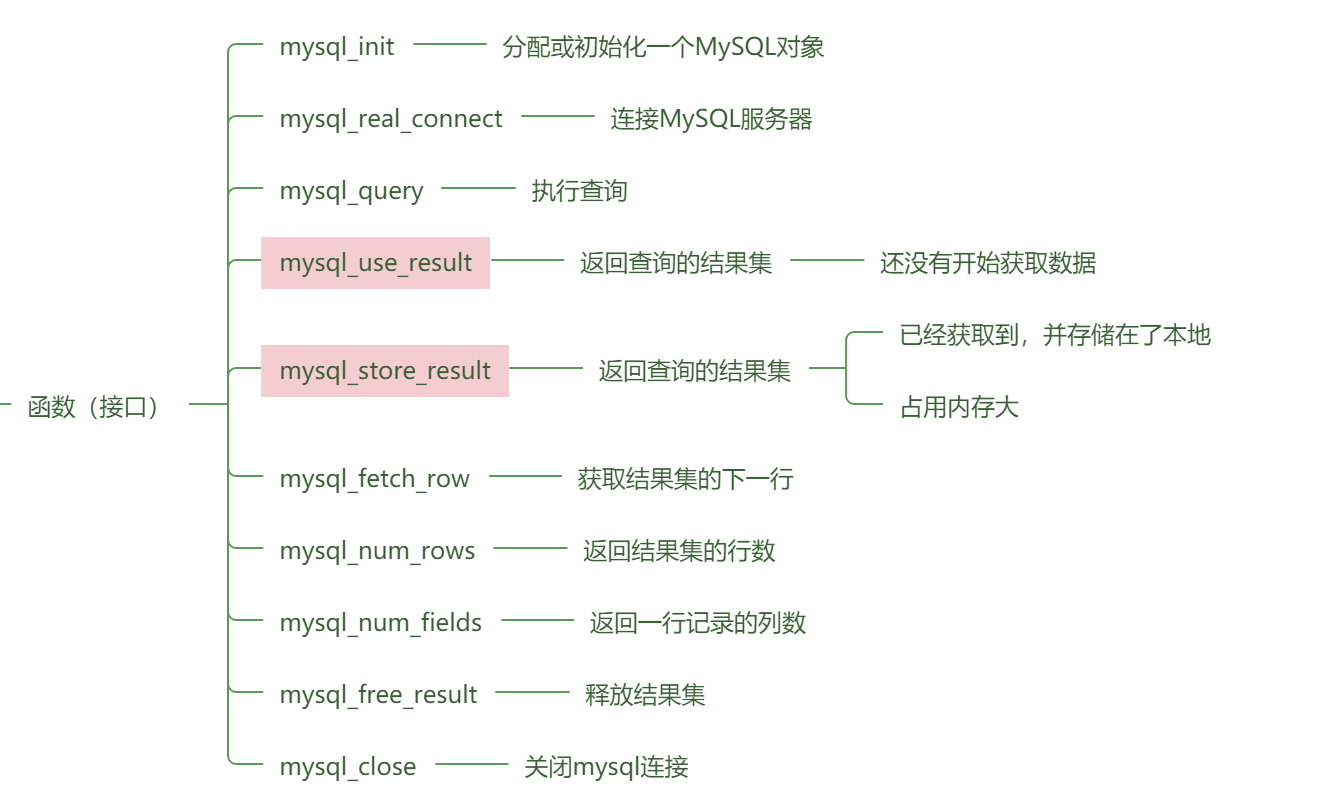 mysql_init 分配或初始化一个MySQL对象
mysql_real_connect 连接MySQL服务器
mysql_query 执行查询
mysql_use_result 返回查询的结果集 还没有开始获取数据
已经获取到，并存储在了本地
mysql_store_result 返回查询的结果集
函数（接口） 占用内存大
mysql_fetch_row 获取结果集的下一行
mysql_num_rows 返回结果集的行数
mysql_num_fields 返回一行记录的列数
mysql_free_result 释放结果集
mysql_close 关闭mysql连接